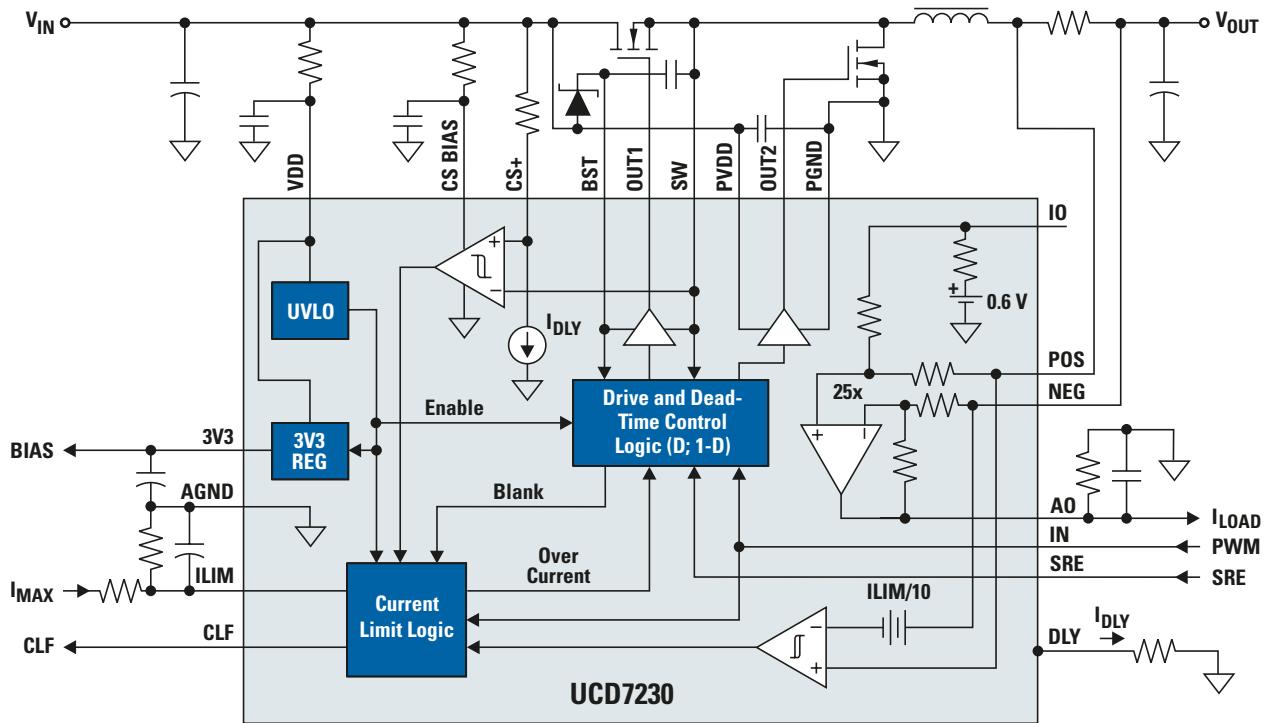 VIN
VOUT
VDD
CS BIAS
CS+
BST
OUT1
SW
PVDD
OUT2
PGND
IO
+
0.6 V
UVLO
+
−
IDLY
POS
NEG
25x
+
−
Enable
Drive and Dead-
Time Control
Logic (D; 1-D)
BIAS
3V3
3V3
REG
AGND
Blank
AO
ILOAD
IN
PWM
SRE
SRE
Over
Current
ILIM
IMAX
Current
Limit Logic
ILIM/10
−
+
CLF
CLF
DLY
IDLY
UCD7230